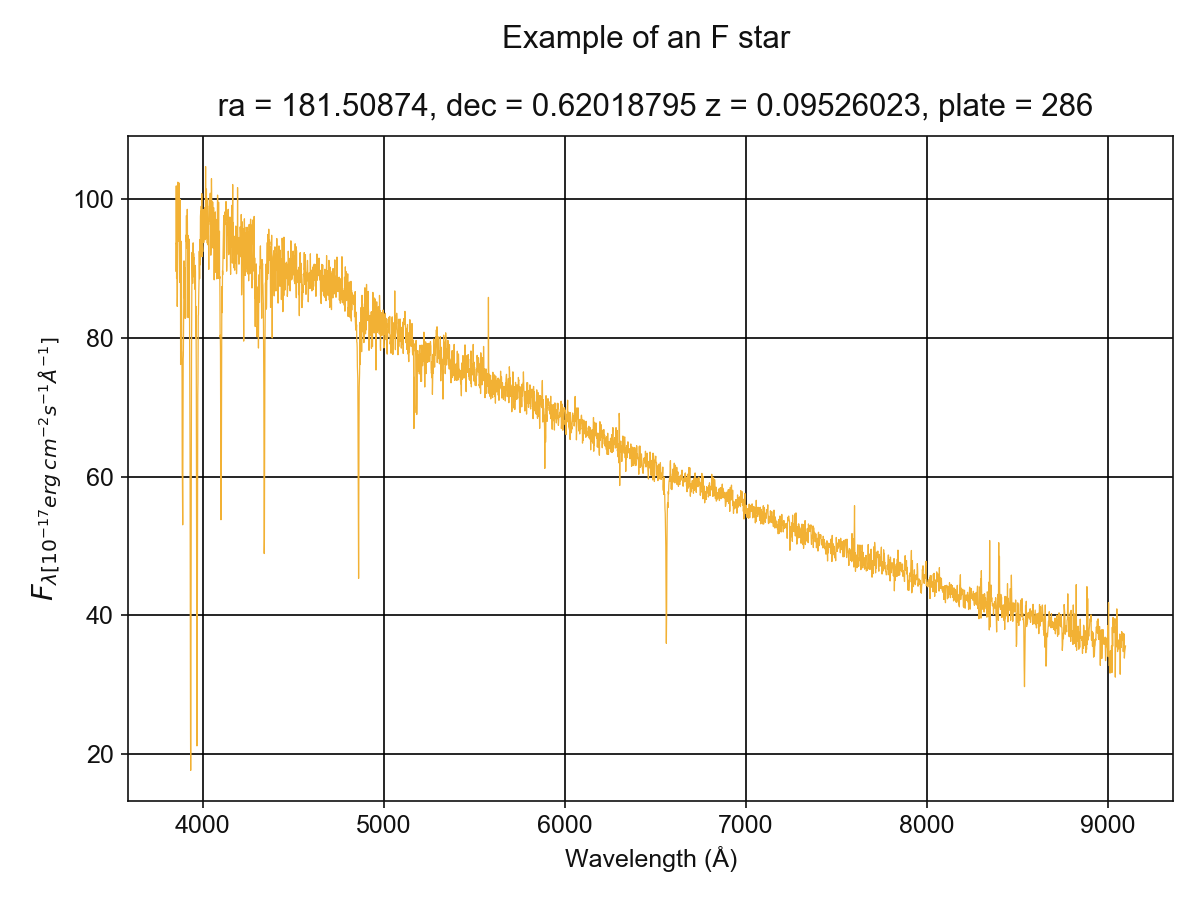 Example of an F star
ra = 181.50874, dec = 0.62018795 z = 0.09526023, plate = 286
100
80
60
40
20
F_{λ[10^{-17} erg cm^{-2} s^{-1} Å^{-1}]}
4000 5000 6000 7000 8000 9000
Wavelength (Å)